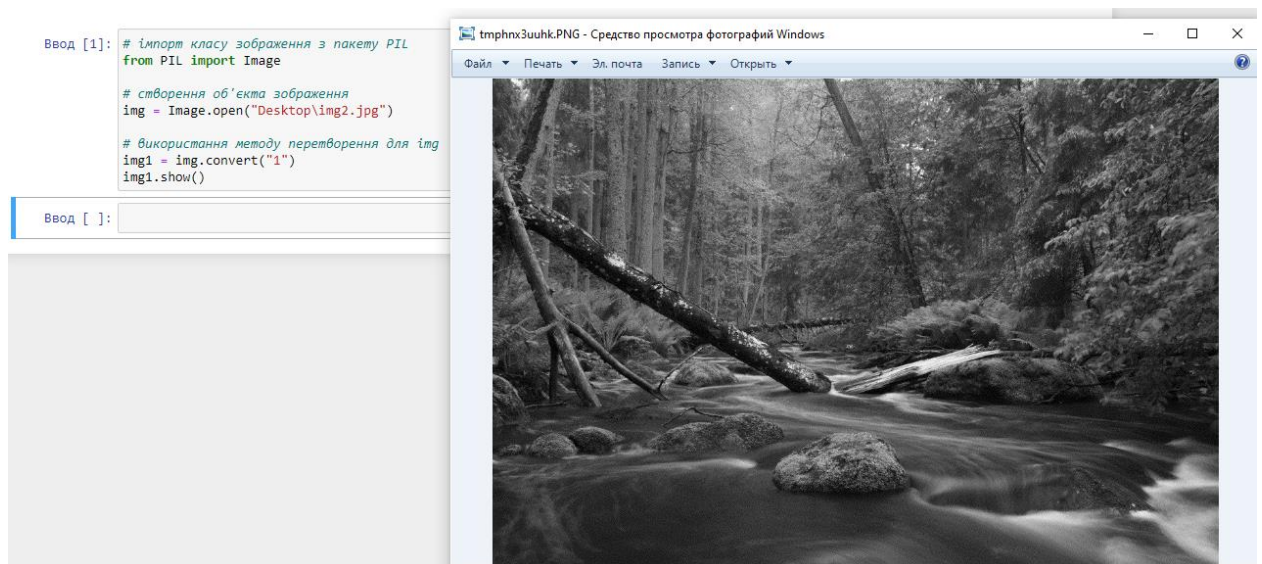 Ввод [1]:
# імпорт класу зображення з пакету PIL
from PIL import Image
# створення об'єкта зображення
img = Image.open("Desktop\img2.jpg")
# використання методу перетворення для img
img1 = img.convert("1")
img1.show()
Ввод [ ]:
tmphnx3uuhk.PNG - Средство просмотра фотографий Windows
Файл Печать Эл. почта Запись Открыть